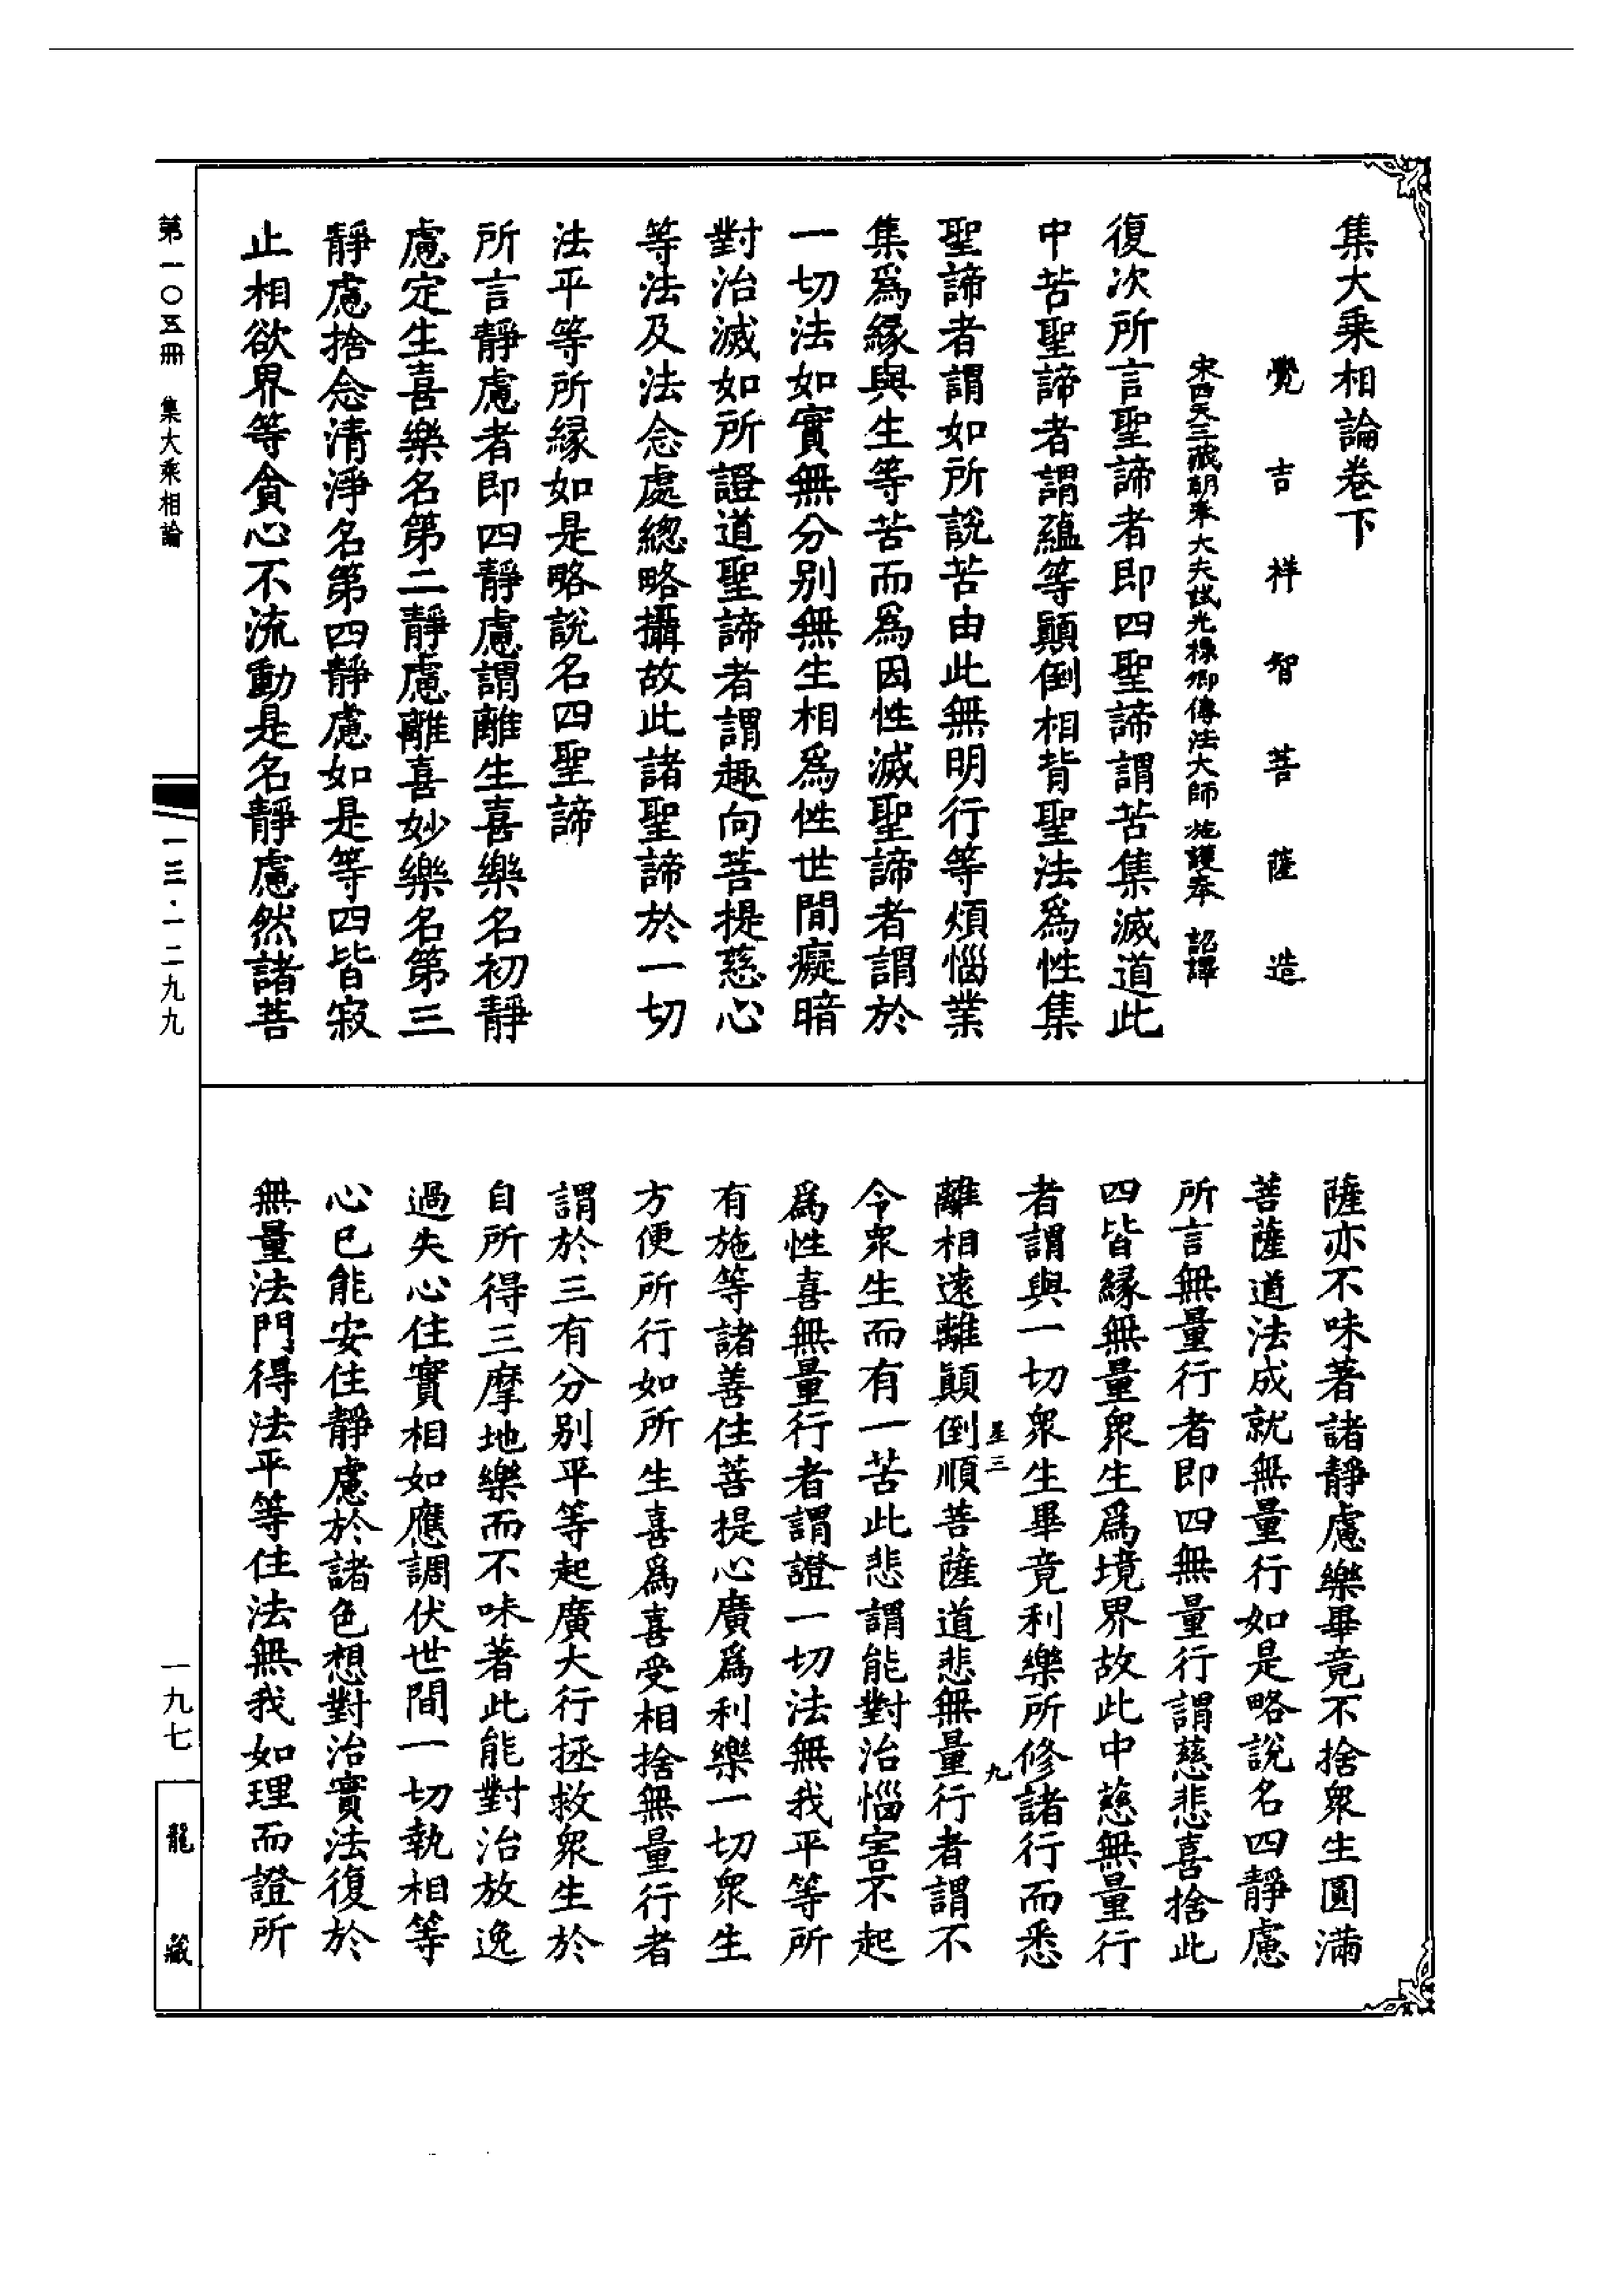 集大乘相論卷下
覺吉祥智菩薩造
宋西天三藏朝奉大夫試光祿卿傳法大師施護奉 詔譯
復次所言聖諦者即四聖諦謂苦集滅道此
中苦聖諦者謂蘊等顛倒相背聖法爲性集
聖諦者謂如所說苦由此無明行等煩惱業
集爲緣與生等苦而爲因性滅聖諦者謂於
一切法如實無分别無生相爲性世間癡暗
對治滅如所證道聖諦者謂趣向菩提慈心
等法及法念處總略攝故此諸聖諦於一切
法平等所緣如是略說名四聖諦
所言靜慮者即四靜慮謂離生喜樂名初靜
慮定生喜樂名第二靜慮離喜妙樂名第三
靜慮捨念清淨名第四靜慮如是等四皆寂
止相欲界等貪心不流動是名靜慮然諸菩
薩亦不味著諸靜慮樂畢竟不捨衆生圓滿
菩薩道法成就無量行如是略說名四靜慮
所言無量行者即四無量行謂慈悲喜捨此
四皆緣無量衆生爲境界故此中慈無量行
者謂與一切衆生畢竟利樂所修諸行而悉
星三
九
離相遠離顛倒順菩薩道悲無量行者謂不
令衆生而有一苦此悲謂能對治惱害不起
爲性喜無量行者謂證一切法無我平等所
有施等諸善住菩提心廣爲利樂一切衆生
方便所行如所生喜爲喜受相捨無量行者
謂於三有分别平等起廣大行拯救衆生於
自所得三摩地樂而不味著此能對治放逸
過失心住實相如應調伏世間一切執相等
心已能安住靜慮於諸色想對治實法復於
無量法門得法平等住法無我如理而證所
第一〇五冊 集大乘相論
一三·一二九九
一九七
龍藏